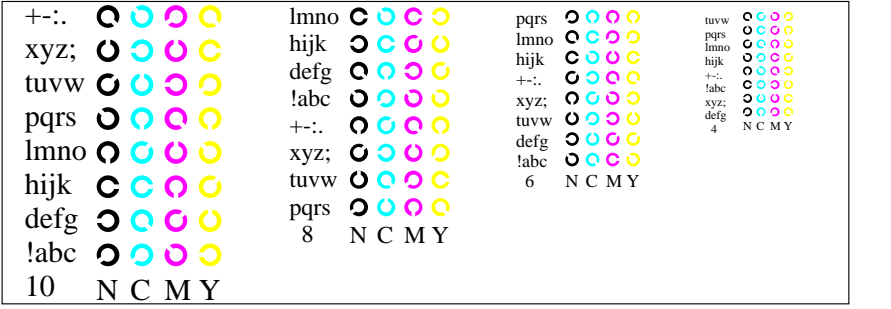 +-:.
xyz;
tuvw
pqrs
lmno
hijk
defg
!abc
10 N C M Y
lmno
hijk
defg
!abc
+-:.
xyz;
tuvw
pqrs
8 N C M Y
pqrs
lmno
hijk
+-:.
xyz;
tuvw
defg
!abc
6 N C M Y
tuvw
pqrs
lmno
hijk
+-:.
!abc
xyz;
defg
4 N C M Y